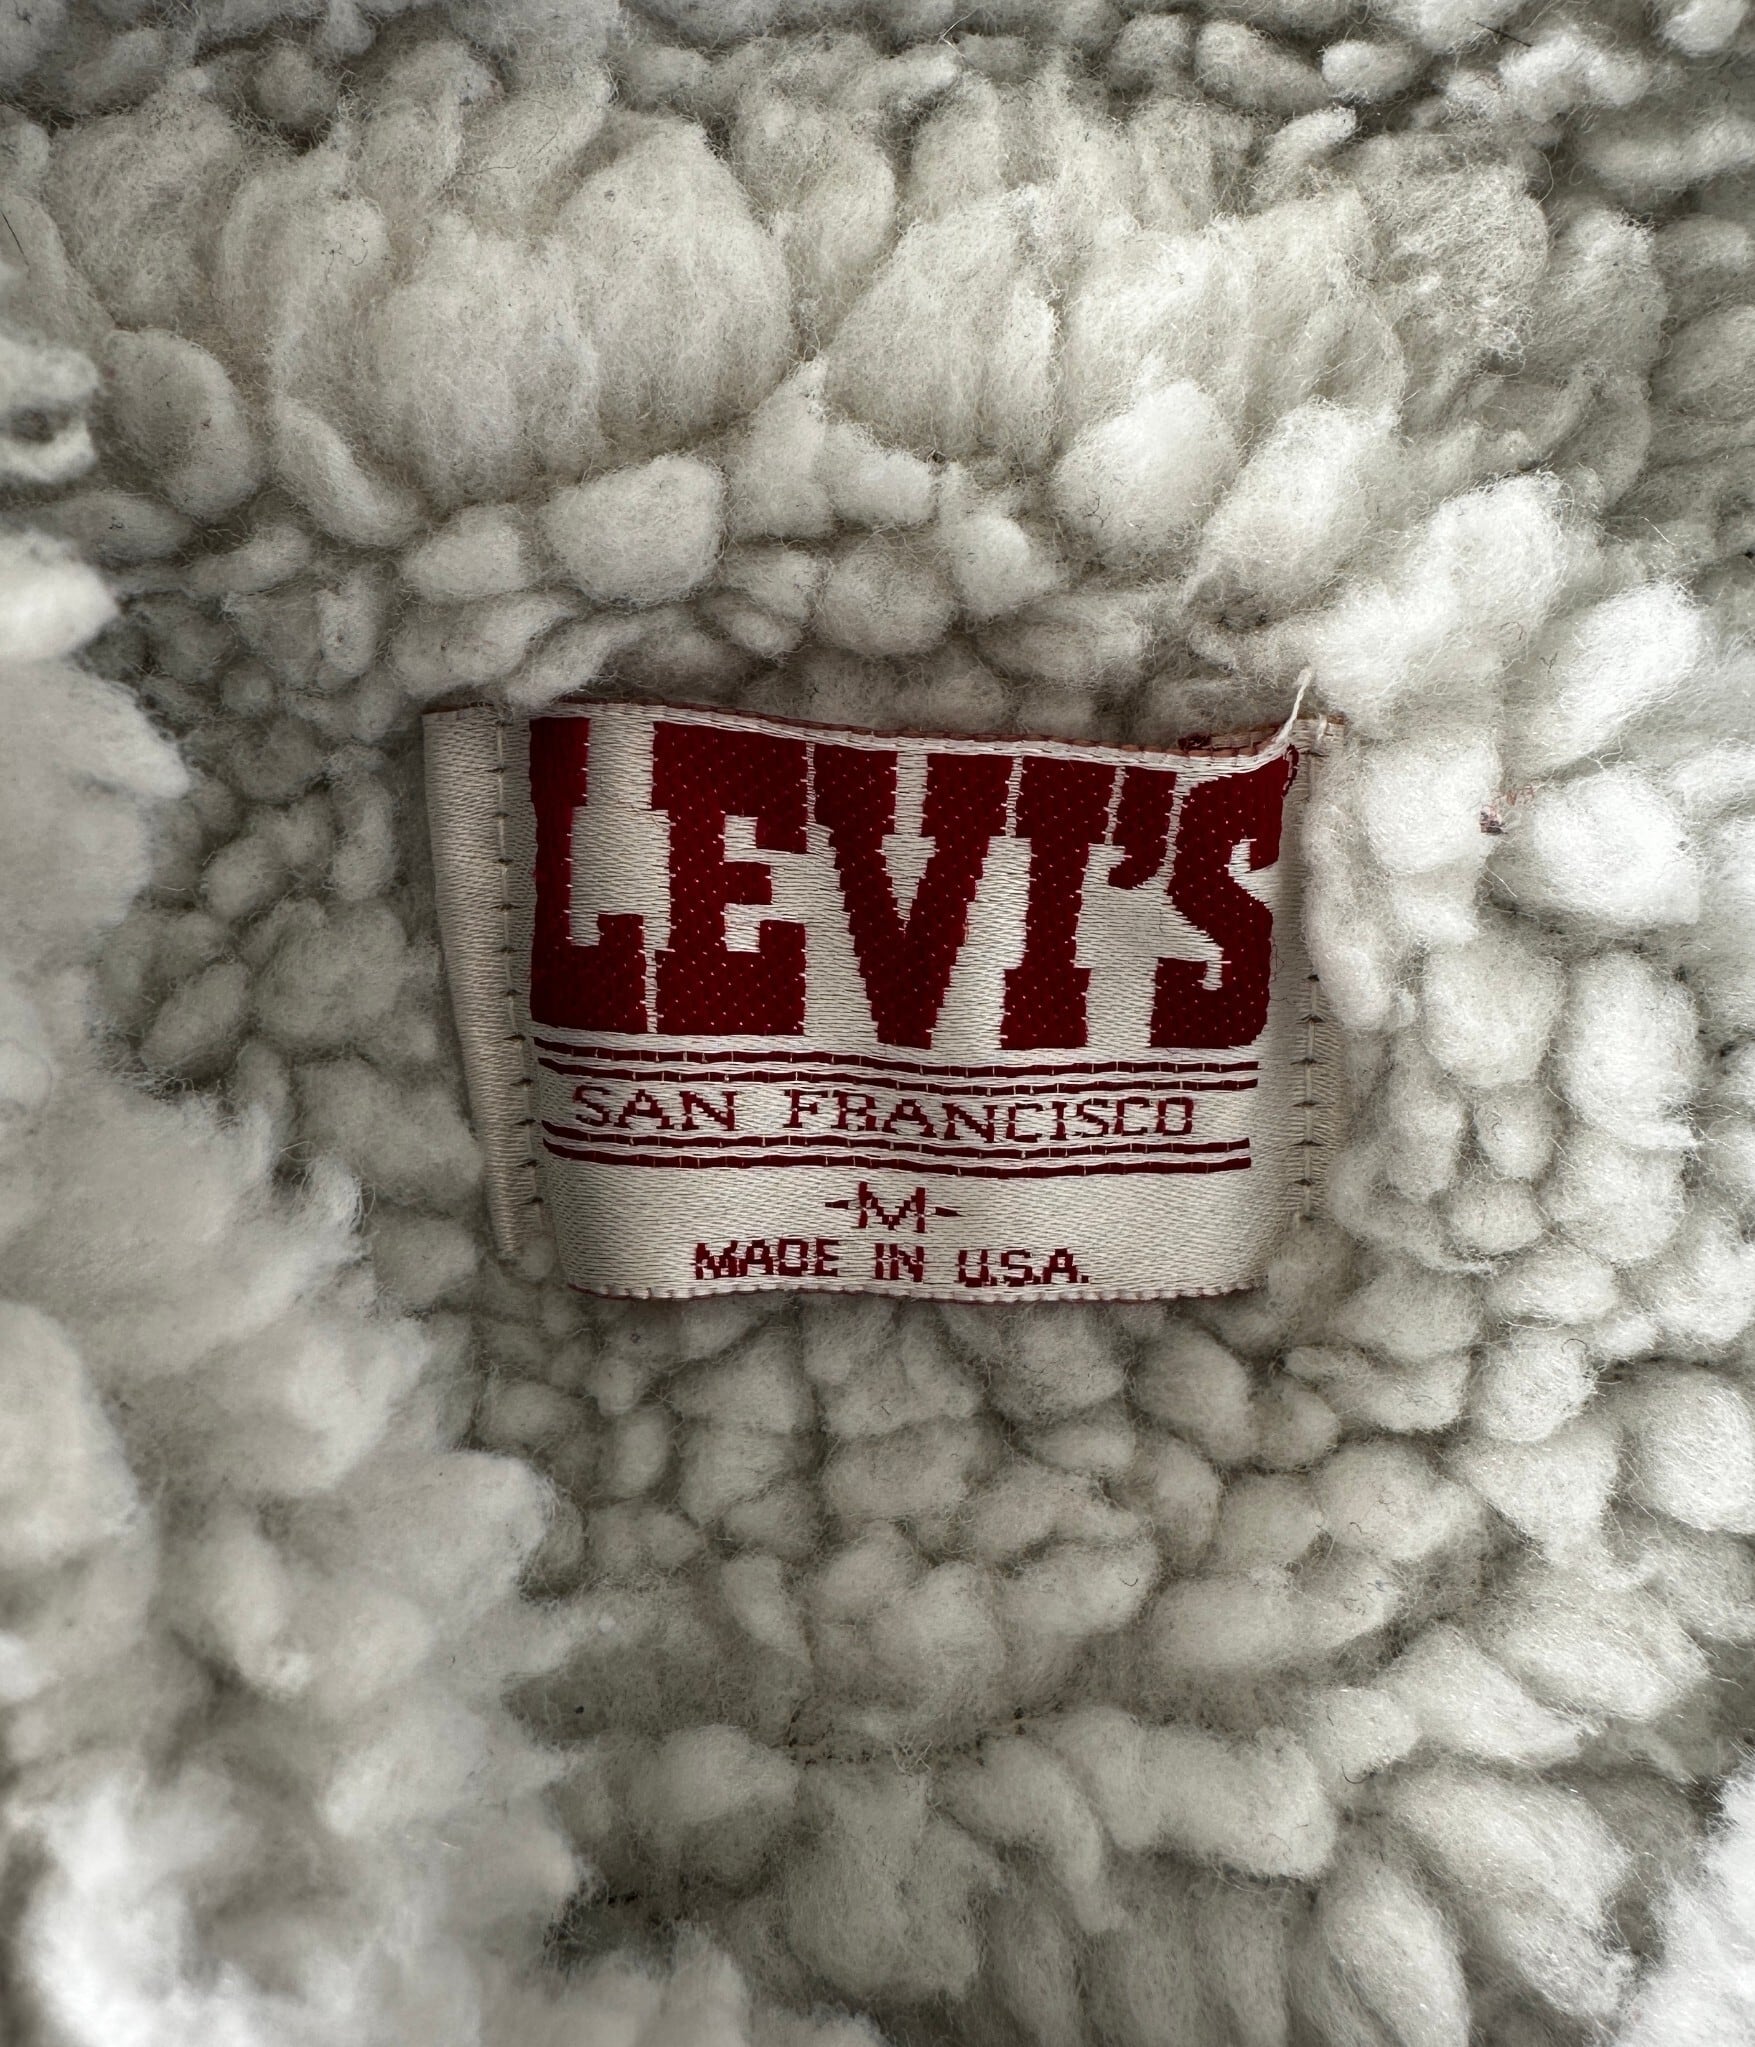 LEVI'S
SAN FRANCISCO
-M-
MADE IN U.S.A.